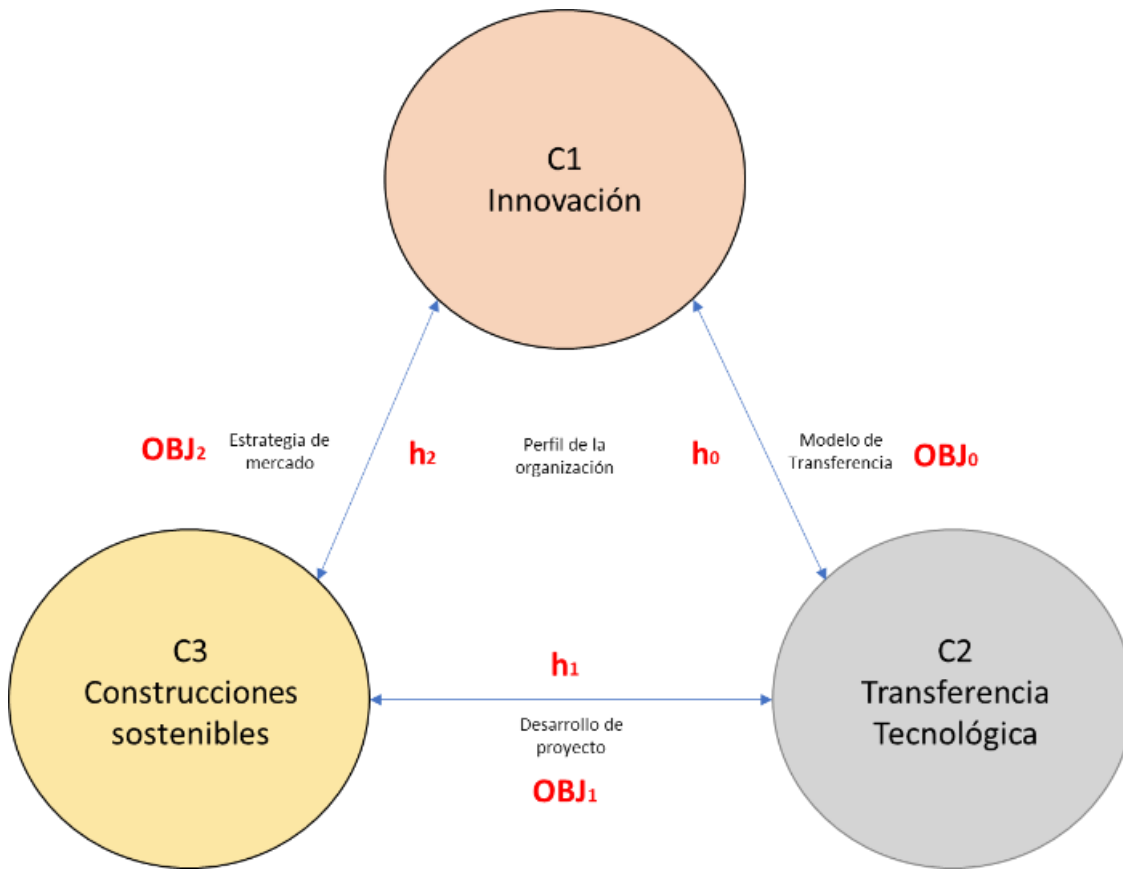 C1
Innovación
OBJ2
Estrategia de
mercado
h2
Perfil de la
organización
h0
Modelo de
Transferencia
OBJ0
C3
Construcciones
sostenibles
h1
Desarrollo de
proyecto
OBJ1
C2
Transferencia
Tecnológica